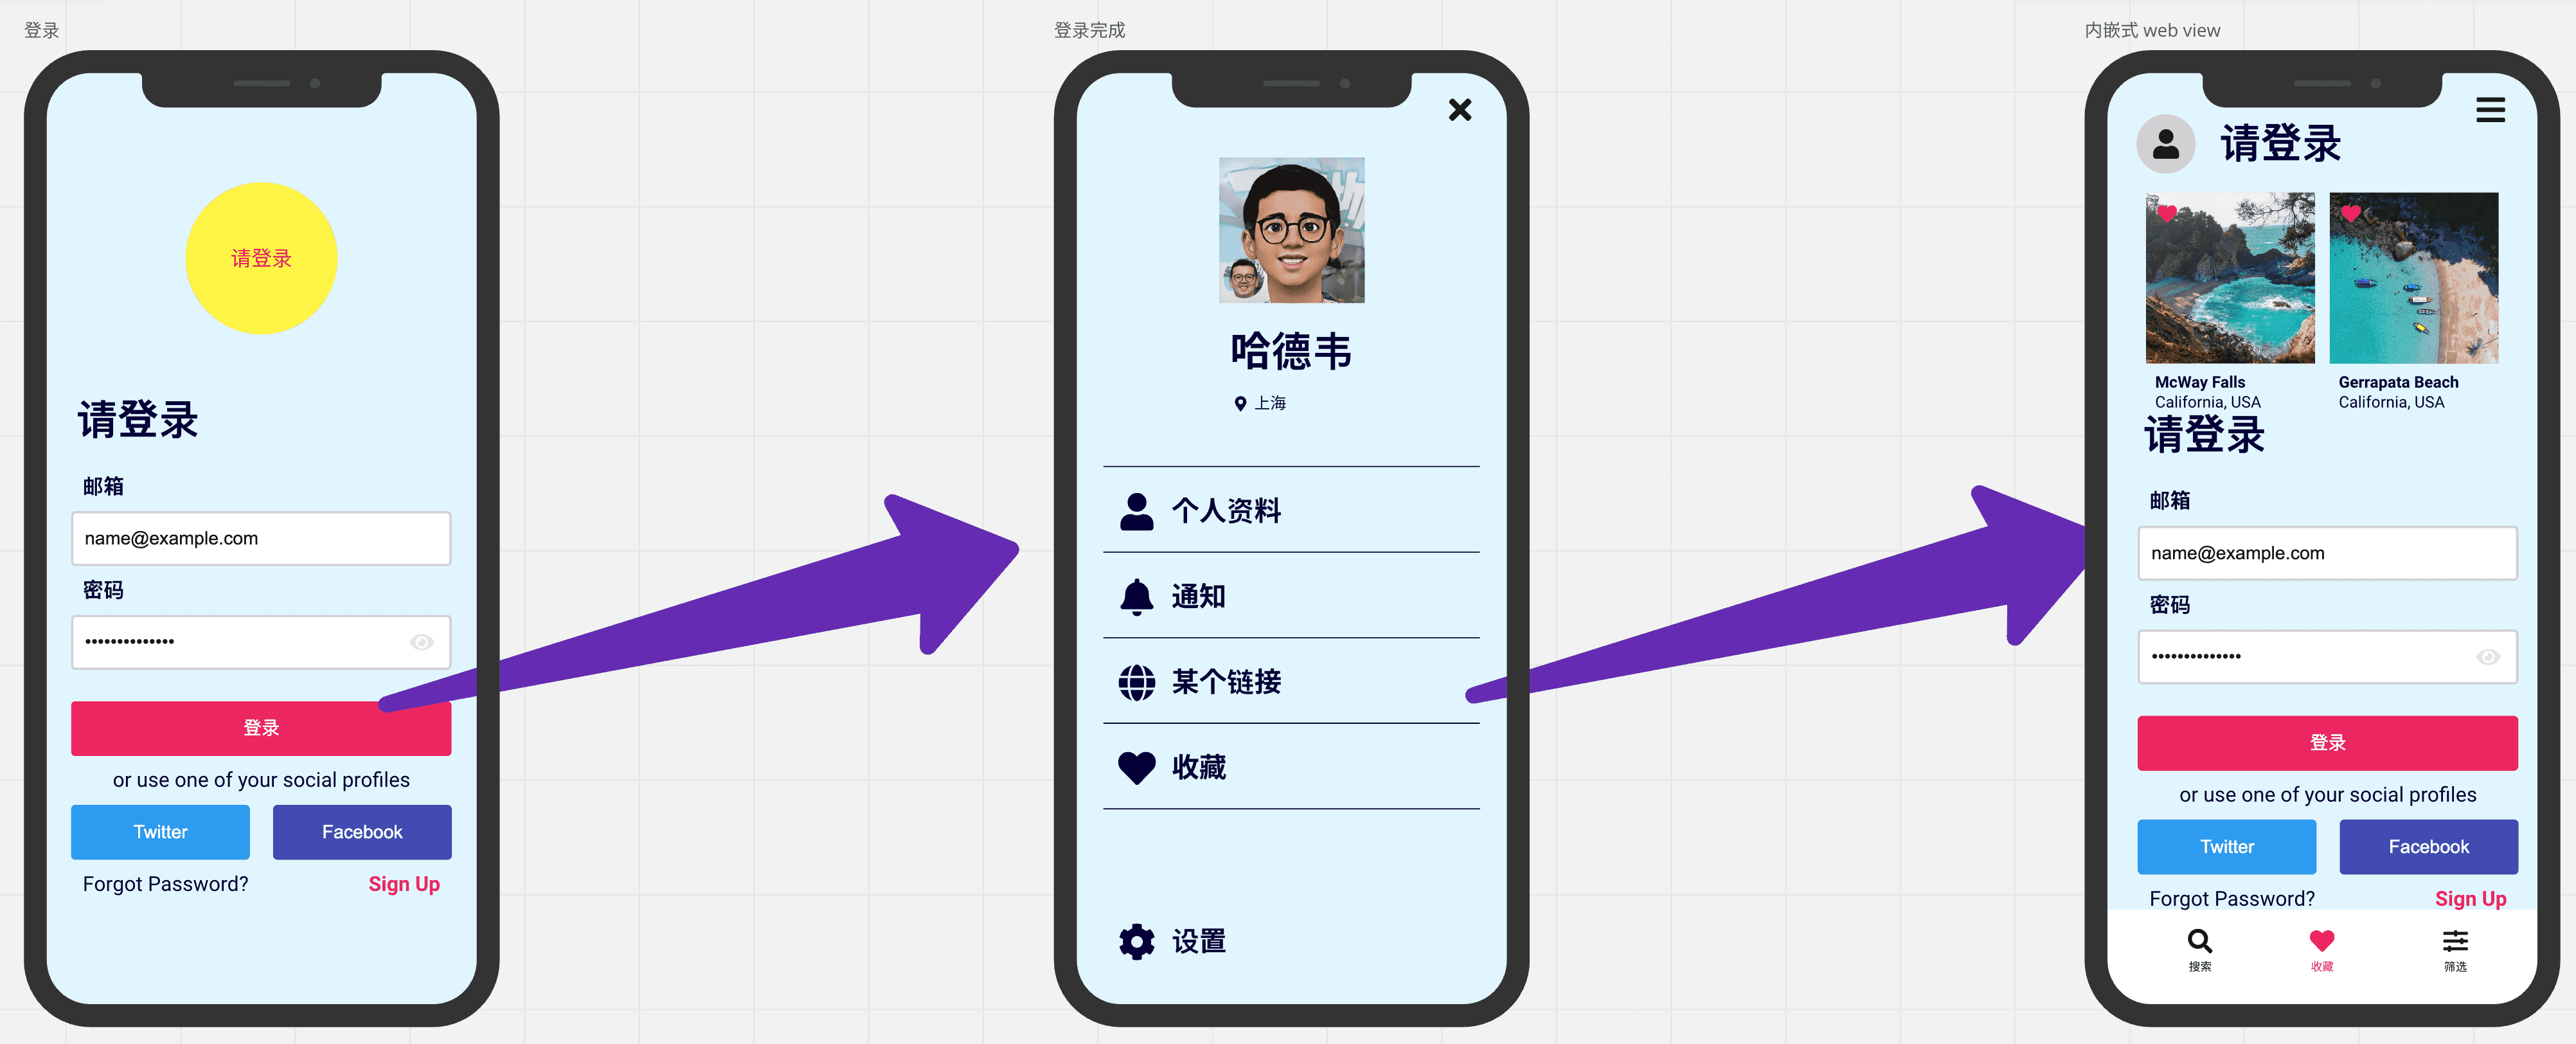 登录
请登录
请登录
邮箱
name@example.com
密码
登录
or use one of your social profiles
Twitter
Facebook
Forgot Password?
Sign Up
登录完成
哈德韦
上海
个人资料
通知
某个链接
收藏
设置
内嵌式 web view
请登录
McWay Falls
California, USA
Gerrapata Beach
California, USA
请登录
邮箱
name@example.com
密码
登录
or use one of your social profiles
Twitter
Facebook
Forgot Password?
Sign Up
搜索
收藏
筛选